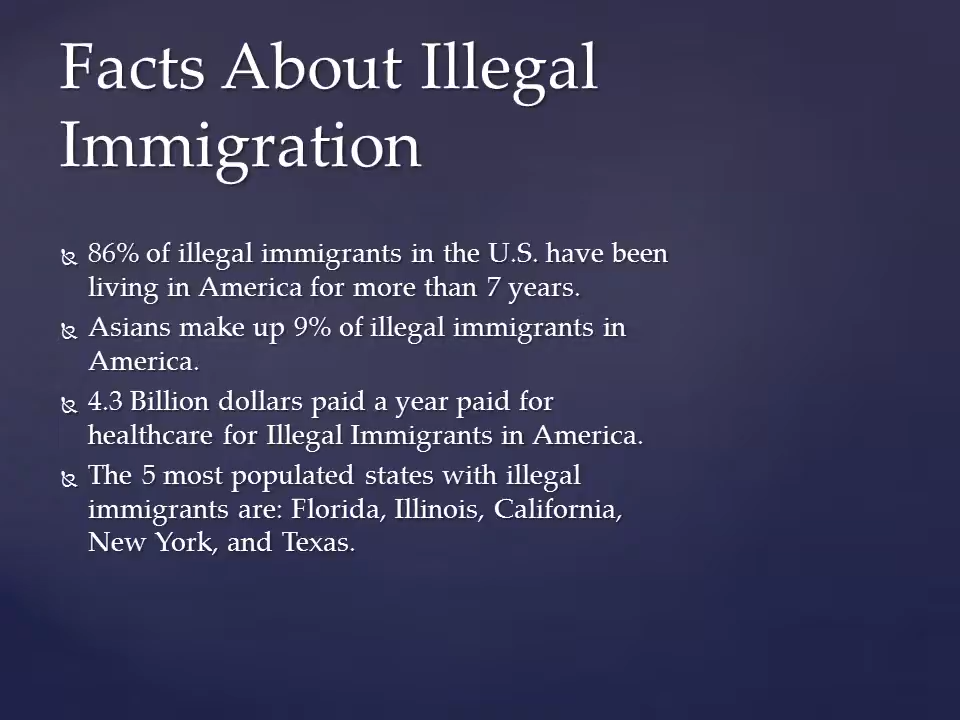 Facts About Illegal
Immigration
86% of illegal immigrants in the U.S. have been
living in America for more than 7 years.
Asians make up 9% of illegal immigrants in
America.
4.3 Billion dollars paid a year paid for
healthcare for Illegal Immigrants in America.
The 5 most populated states with illegal
immigrants are: Florida, Illinois, California,
New York, and Texas.